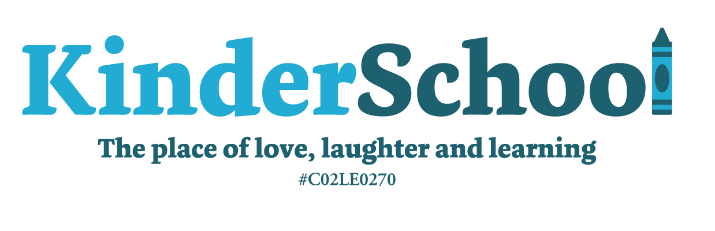 KinderSchool
The place of love, laughter and learning
#C02LE0270